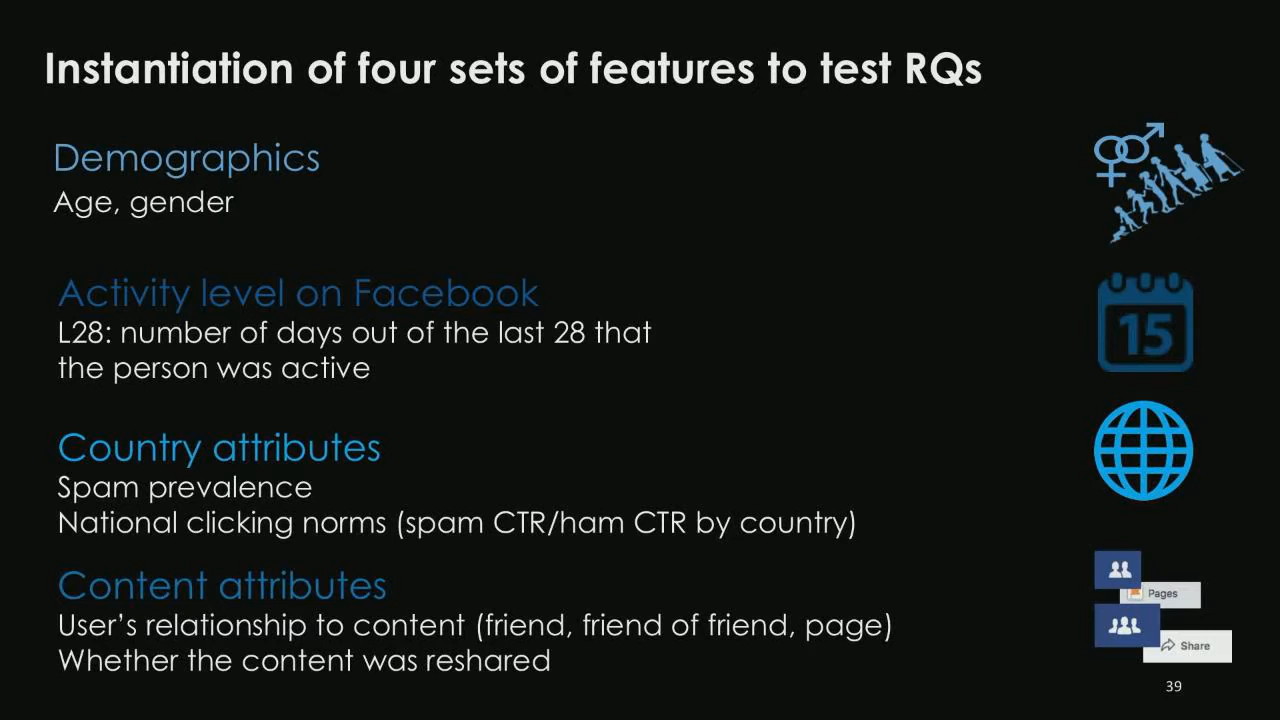 Instantiation of four sets of features to test RQs
Demographics
Age, gender
Activity level on Facebook
L28: number of days out of the last 28 that
the person was active
15
Country attributes
Spam prevalence
National clicking norms (spam CTR/ham CTR by country)
Content attributes
User’s relationship to content (friend, friend of friend, page)
Whether the content was reshared
Pages
Share
39